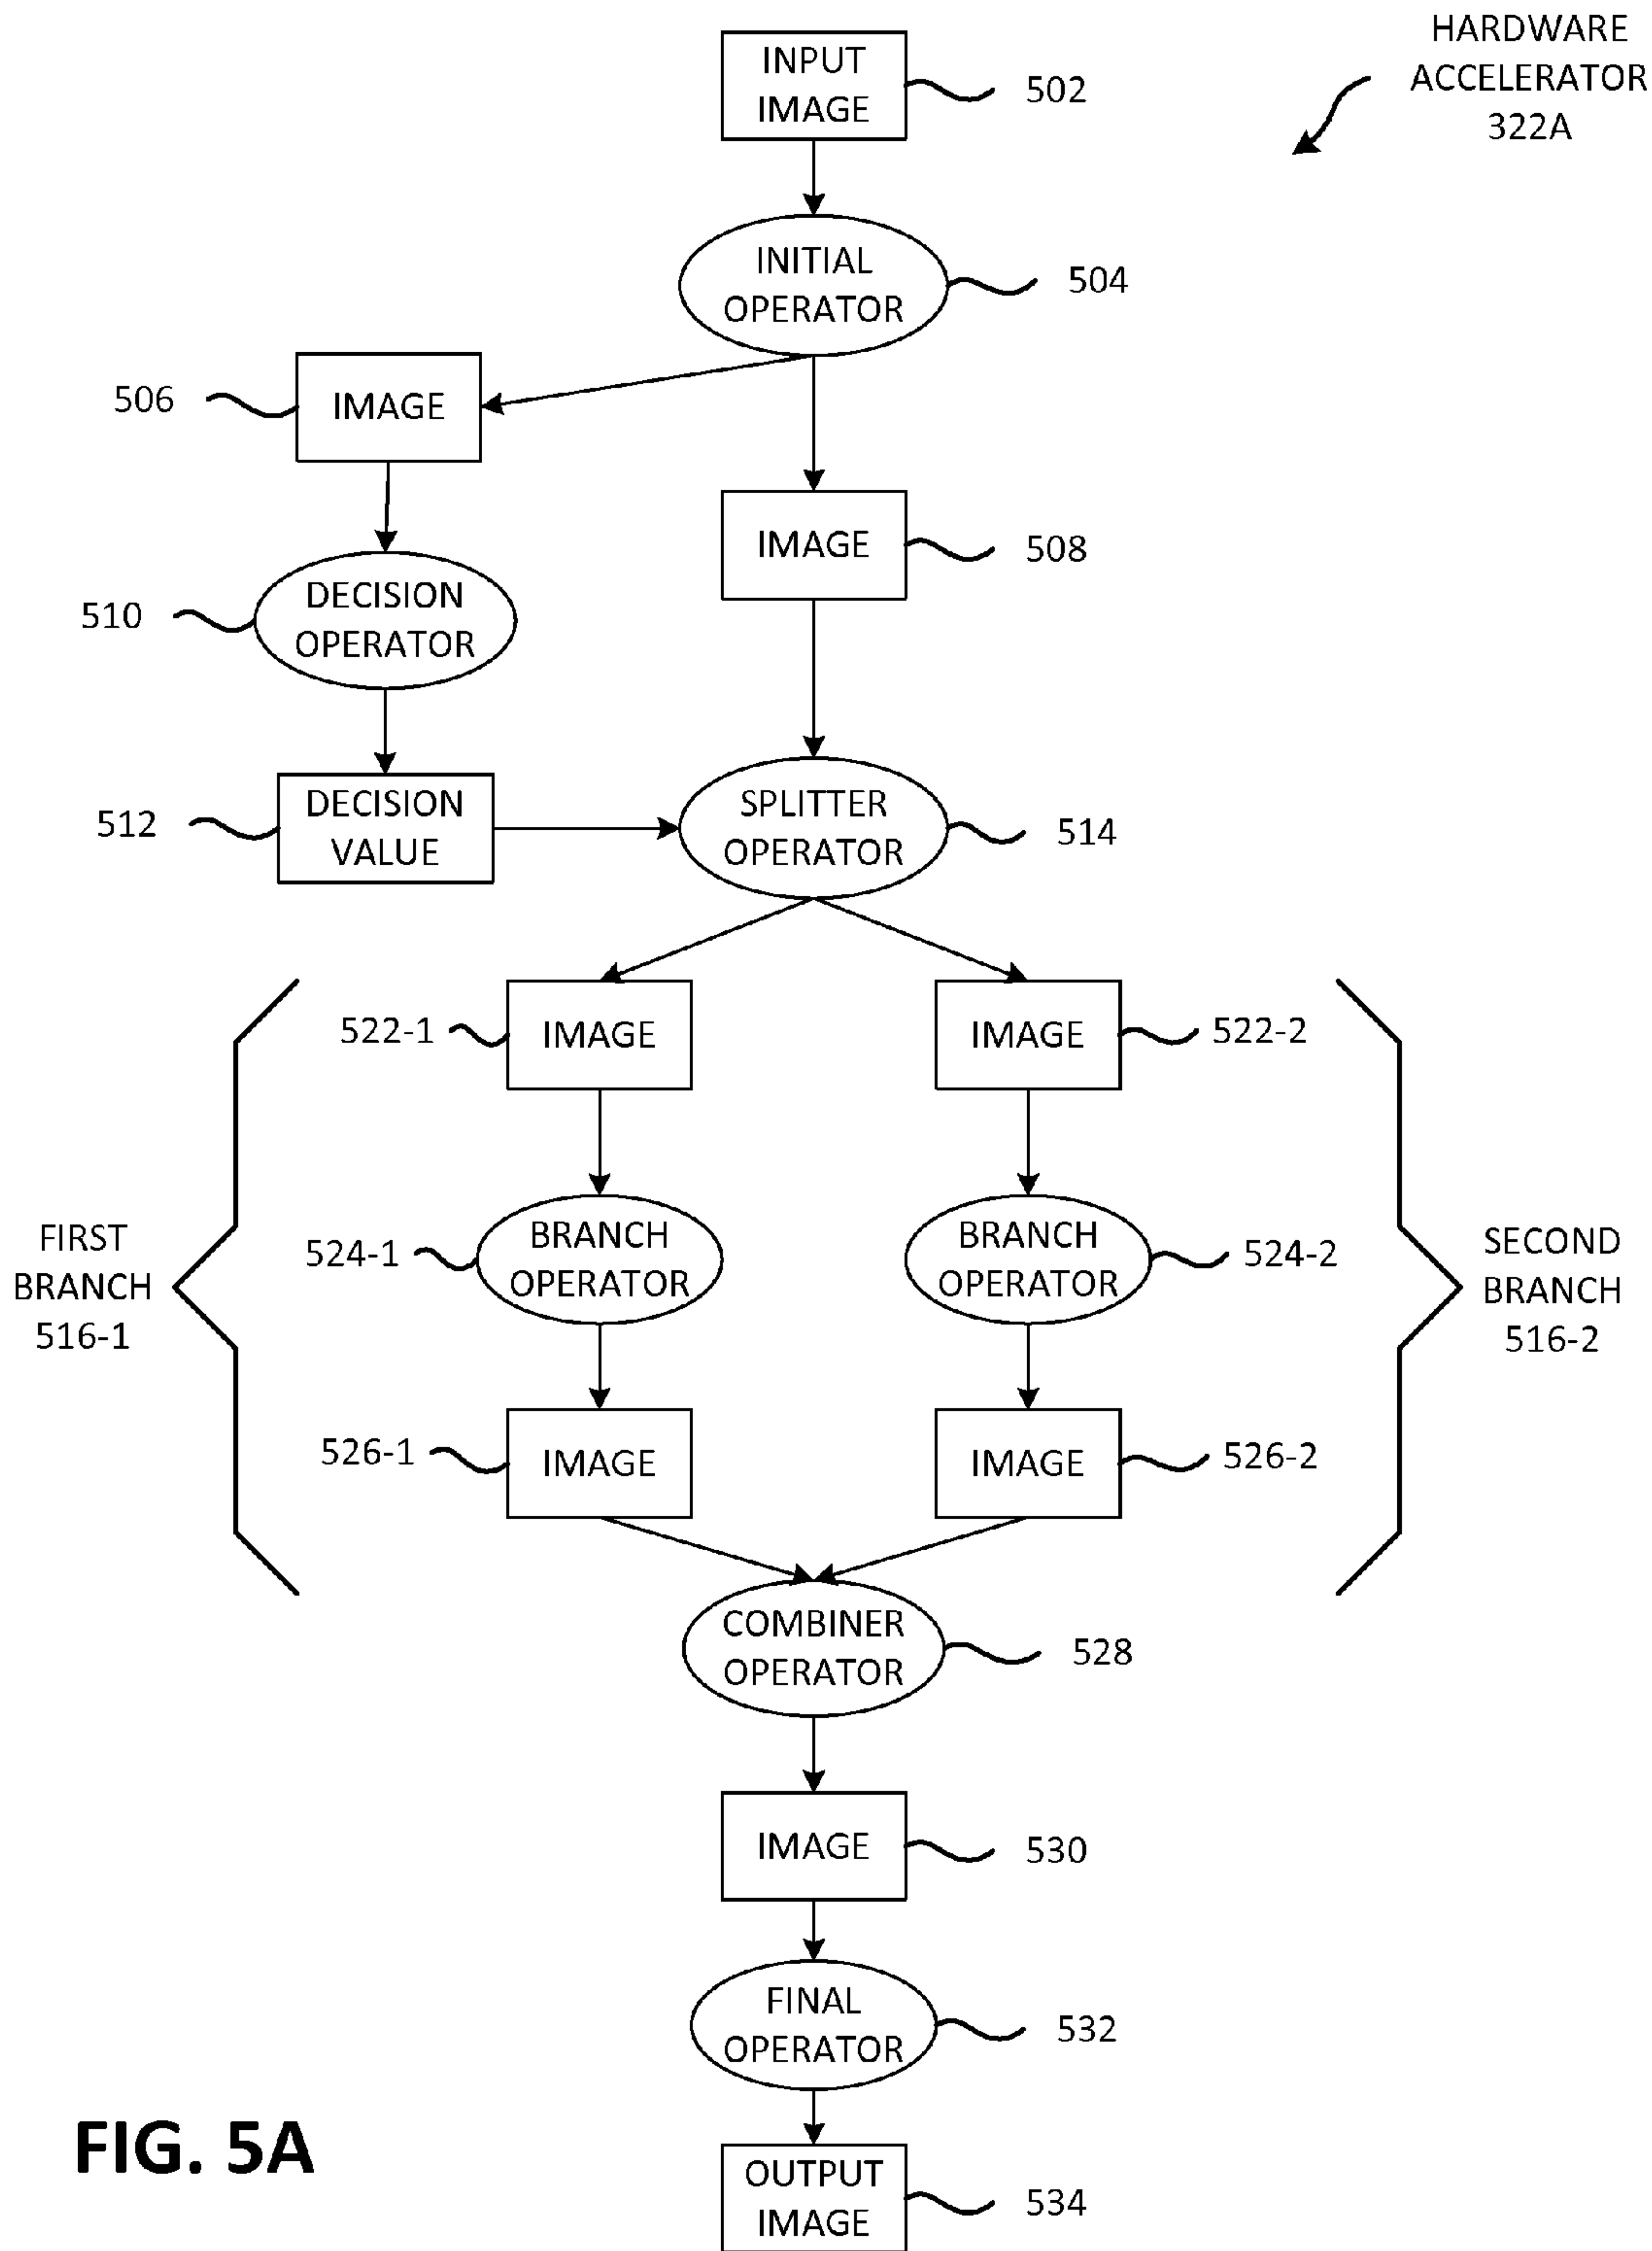 HARDWARE
ACCELERATOR
322A
INPUT
IMAGE
502
INITIAL
OPERATOR
504
506
IMAGE
IMAGE
508
510
DECISION
OPERATOR
512
DECISION
VALUE
SPLITTER
OPERATOR
514
522-1
IMAGE
IMAGE
522-2
FIRST
BRANCH
516-1
524-1
BRANCH
OPERATOR
BRANCH
OPERATOR
524-2
SECOND
BRANCH
516-2
526-1
IMAGE
IMAGE
526-2
COMBINER
OPERATOR
528
IMAGE
530
FINAL
OPERATOR
532
OUTPUT
IMAGE
534
FIG. 5A